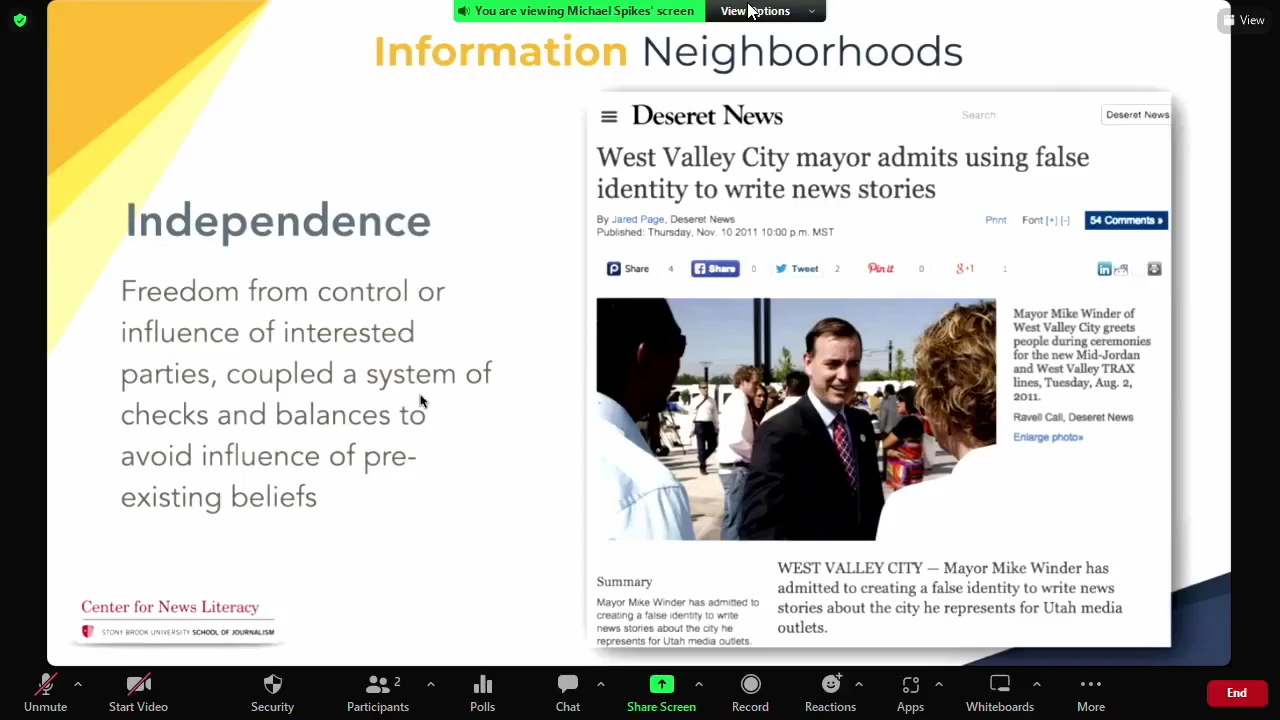 You are viewing Michael Spikes' screen
View Options
View
Information Neighborhoods
Independence
Freedom from control or
influence of interested
parties, coupled a system of
checks and balances to
avoid influence of pre-
existing beliefs
Center for News Literacy
STONY BROOK UNIVERSITY SCHOOL OF JOURNALISM
Deseret News
Search
Deseret News
West Valley City mayor admits using false
identity to write news stories
By Jared Page, Deseret News
Published: Thursday, Nov. 10 2011 10:00 p.m. MST
Print Font [+] [-] 54 Comments »
Share 4 Share 0 Tweet 2 Pin it 0 g+1 1
Mayor Mike Winder of
West Valley City greets
people during ceremonies
for the new Mid-Jordan
and West Valley TRAX
lines, Tuesday, Aug. 2,
2011.
Ravell Call, Deseret News
Enlarge photo»
Summary
Mayor Mike Winder has admitted to
creating a false identity to write
news stories about the city he
represents for Utah media outlets.
WEST VALLEY CITY — Mayor Mike Winder has
admitted to creating a false identity to write news
stories about the city he represents for Utah media
outlets.
Unmute
Start Video
Security
Participants 2
Polls
Chat
Share Screen
Record
Reactions
Apps
Whiteboards
More
End